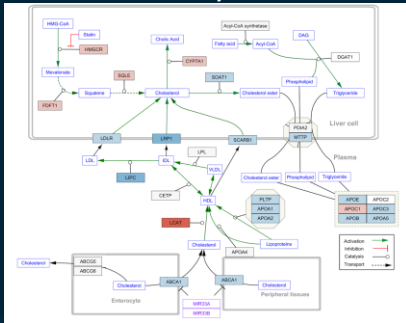 HMG-CoA
Statin
HMGCR
Mevalonate
FDFT1
Squalene
SQLE
Cholesterol
Cholic Acid
CYP7A1
SOAT1
Cholesterol ester
Acyl-CoA synthetase
Fatty acid
Acyl-CoA
DAG
DGAT1
Phospholipid
Triglyceride
PDIA2
MTTP
Liver cell
Plasma
LDLR
LRP1
SCARB1
LPL
LDL
IDL
VLDL
LIPC
CETP
HDL
LCAT
Cholesterol ester
Phospholipid
Triglyceride
PLTP
APOA1
APOA2
APOE
APOC2
APOC1
APOC3
APOB
APOA5
Cholesterol
APOA4
Lipoproteins
Cholesterol
ABCG5
ABCG8
Cholesterol
ABCA1
ABCA1
Cholesterol
Enterocyte
Peripheral tissues
MIR33A
MIR33B
Activation
Inhibition
Catalysis
Transport